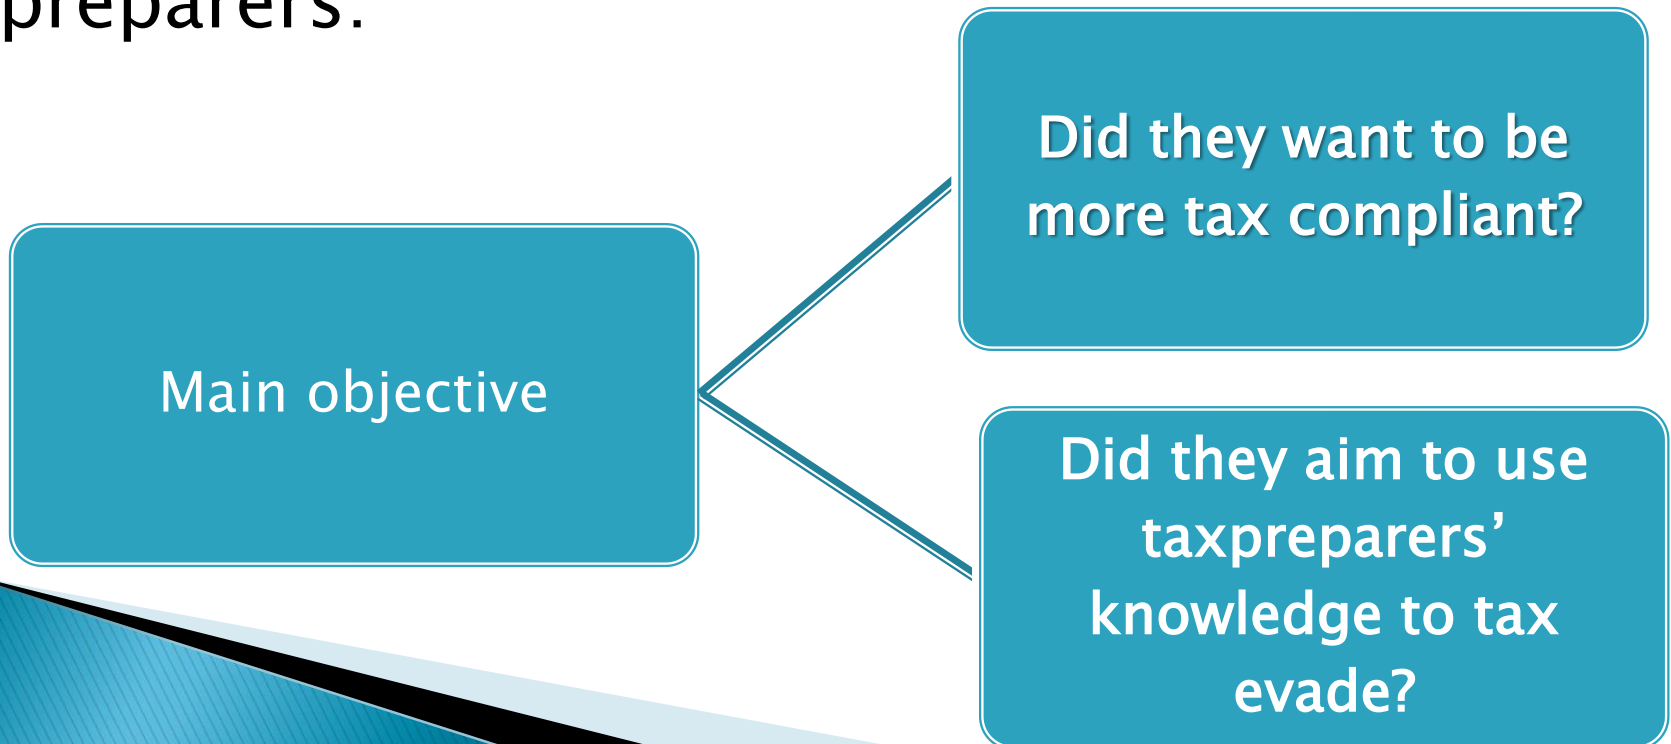 preparers.
Main objective
Did they want to be
more tax compliant?
Did they aim to use
taxpreparers’
knowledge to tax
evade?